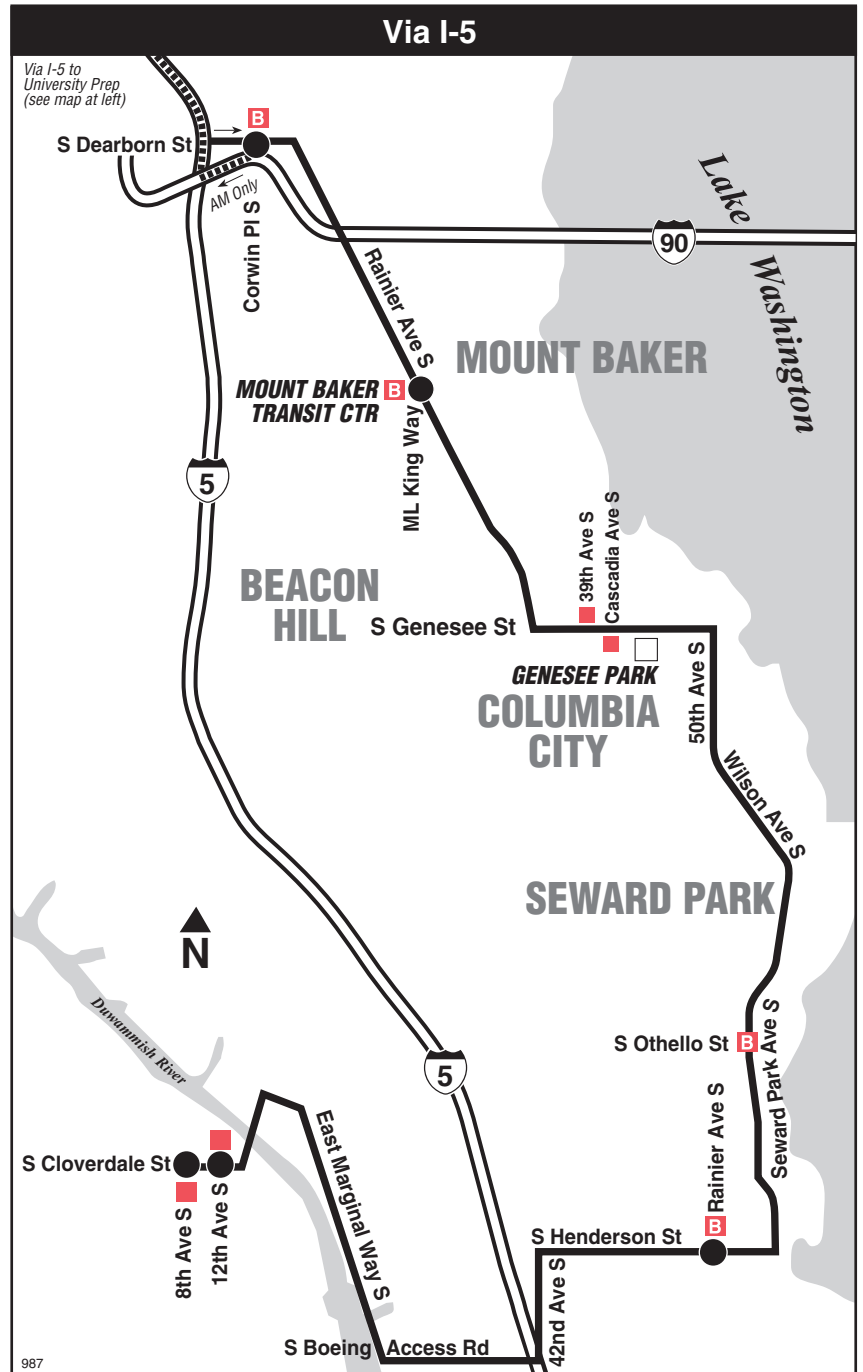 Via I-5
Via I-5 to
University Prep
(see map at left)
B
S Dearborn St
AM Only
Corwin Pl S
Lake
Washington
90
Rainier Ave S
MOUNT BAKER
MOUNT BAKER
TRANSIT CTR
B
ML King Way
5
39th Ave S
Cascadia Ave S
BEACON
HILL
S Genesee St
GENESEE PARK
COLUMBIA
CITY
50th Ave S
Wilson Ave S
SEWARD PARK
N
Duwammish River
S Othello St
B
Seward Park Ave S
5
East Marginal Way S
S Cloverdale St
8th Ave S
12th Ave S
Rainier Ave S
B
S Henderson St
42nd Ave S
S Boeing Access Rd
987